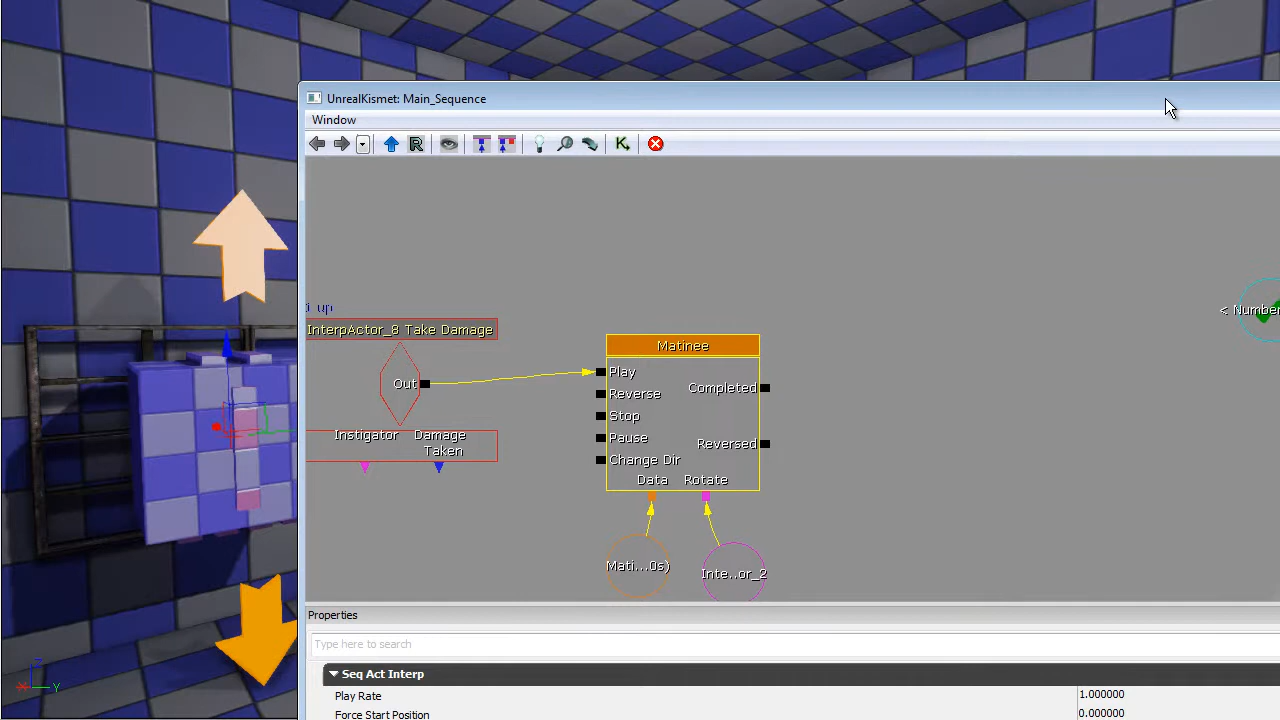 UnrealKismet: Main_Sequence
Window
R
K
up
InterpActor_8 Take Damage
Out
Instigator Damage
Taken
Matinee
Play
Reverse
Stop
Pause
Change Dir
Completed
Reversed
Data Rotate
Mati...0s)
Inte..or_2
< Number
Properties
Type here to search
Seq Act Interp
Play Rate 1.000000
Force Start Position 0.000000
X Y